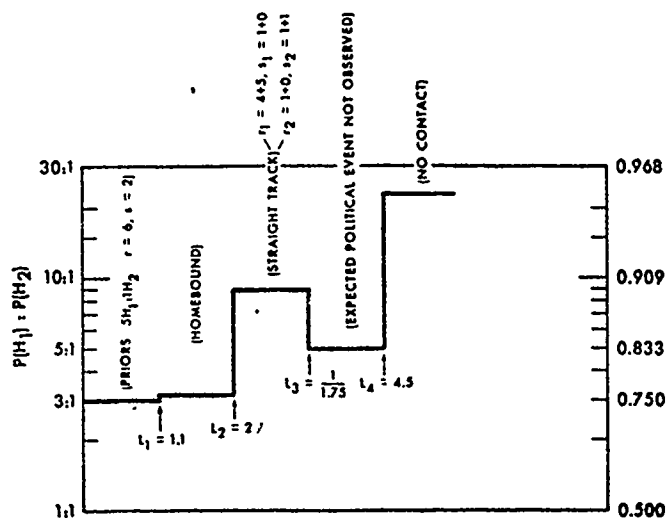 r₁ = 4+5, s₁ = 1+0
r₂ = 1+0, s₂ = 1+1
(STRAIGHT TRACK)
(EXPECTED POLITICAL EVENT NOT OBSERVED)
(NO CONTACT)
(HOMEBOUND)
(PRIORS 5H₁:1H₂ r = 6, s = 2)
P(H₁) : P(H₂)
30:1
10:1
5:1
3:1
1:1
0.968
0.909
0.833
0.750
0.500
L₁ = 1.1
L₂ = 2.7
L₃ = 1/1.75
L₄ = 4.5